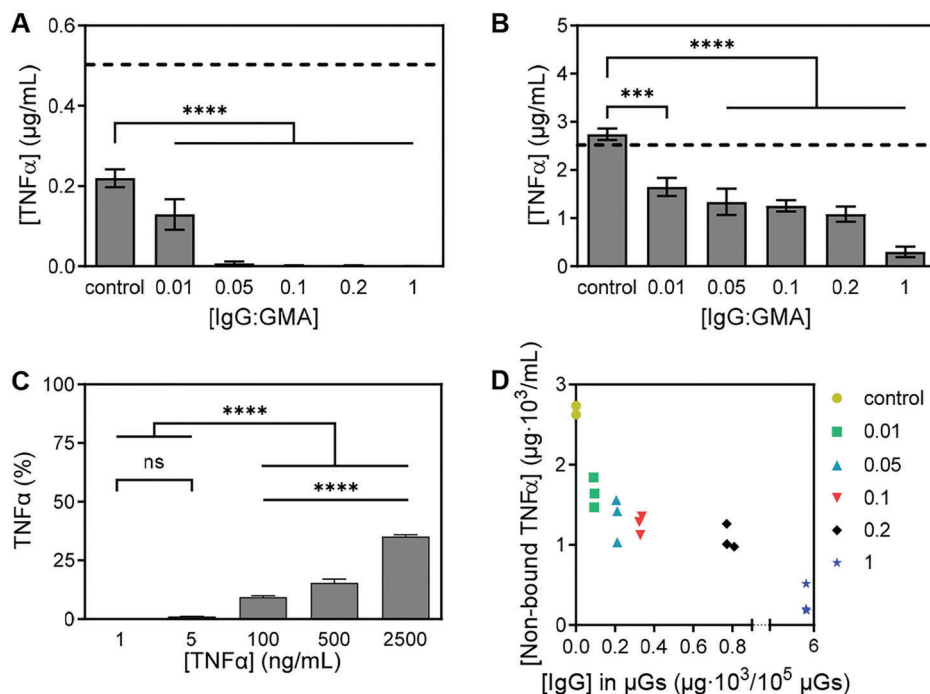 A
[TNFα] (µg/mL)
0.6
0.4
0.2
0.0
****
control 0.01 0.05 0.1 0.2 1
[IgG:GMA]
B
[TNFα] (µg/mL)
5
4
3
2
1
0
****
***
control 0.01 0.05 0.1 0.2 1
[IgG:GMA]
C
TNFα (%)
100
75
50
25
0
****
ns
****
1 5 100 500 2500
[TNFα] (ng/mL)
D
[Non-bound TNFα] (µg·10³/mL)
3
2
1
0
0.0 0.2 0.4 0.6 0.8 6
[IgG] in µGs (µg·10³/10⁵ µGs)
control
0.01
0.05
0.1
0.2
1